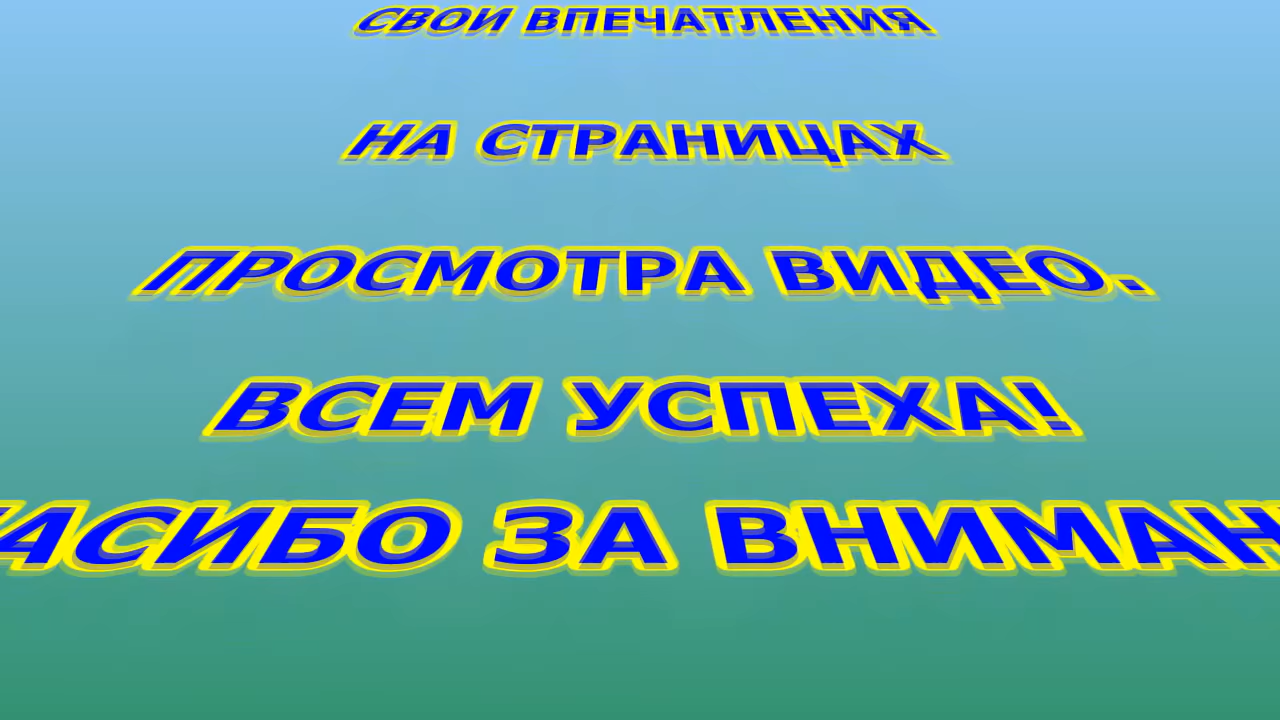 СВОИ ВПЕЧАТЛЕНИЯ
НА СТРАНИЦАХ
ПРОСМОТРА ВИДЕО.
ВСЕМ УСПЕХА!
АСИБО ЗА ВНИМАН